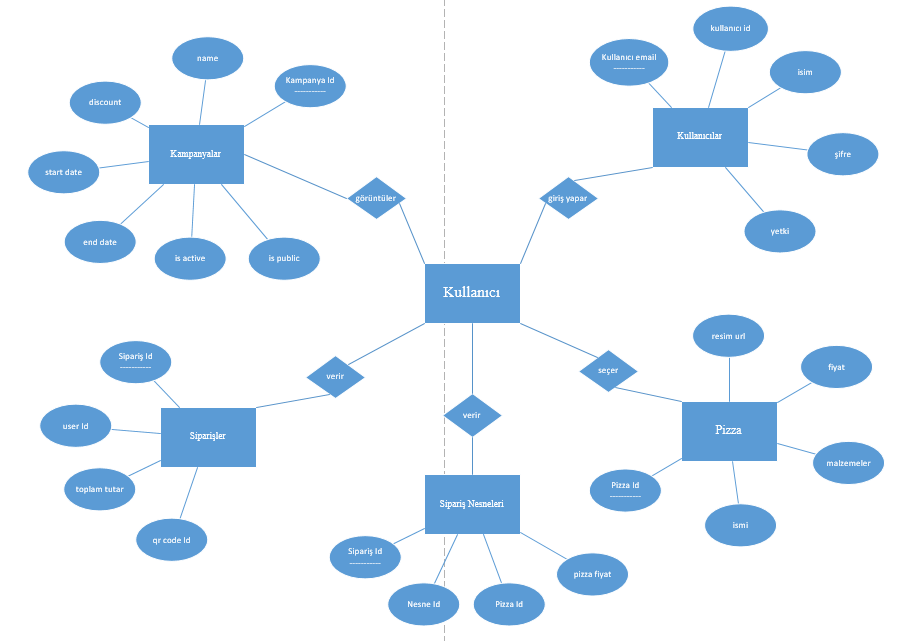 name
Kampanya Id
-----------
discount
Kampanyalar
start date
end date
is active
is public
görüntüler
kullanıcı id
Kullanıcı email
-----------
isim
Kullanıcılar
şifre
giriş yapar
yetki
Kullanıcı
Sipariş Id
-----------
verir
user Id
Siparişler
toplam tutar
qr code Id
verir
Sipariş Nesneleri
Sipariş Id
-----------
Nesne Id
Pizza Id
pizza fiyat
seçer
resim url
fiyat
Pizza
malzemeler
Pizza Id
-----------
ismi